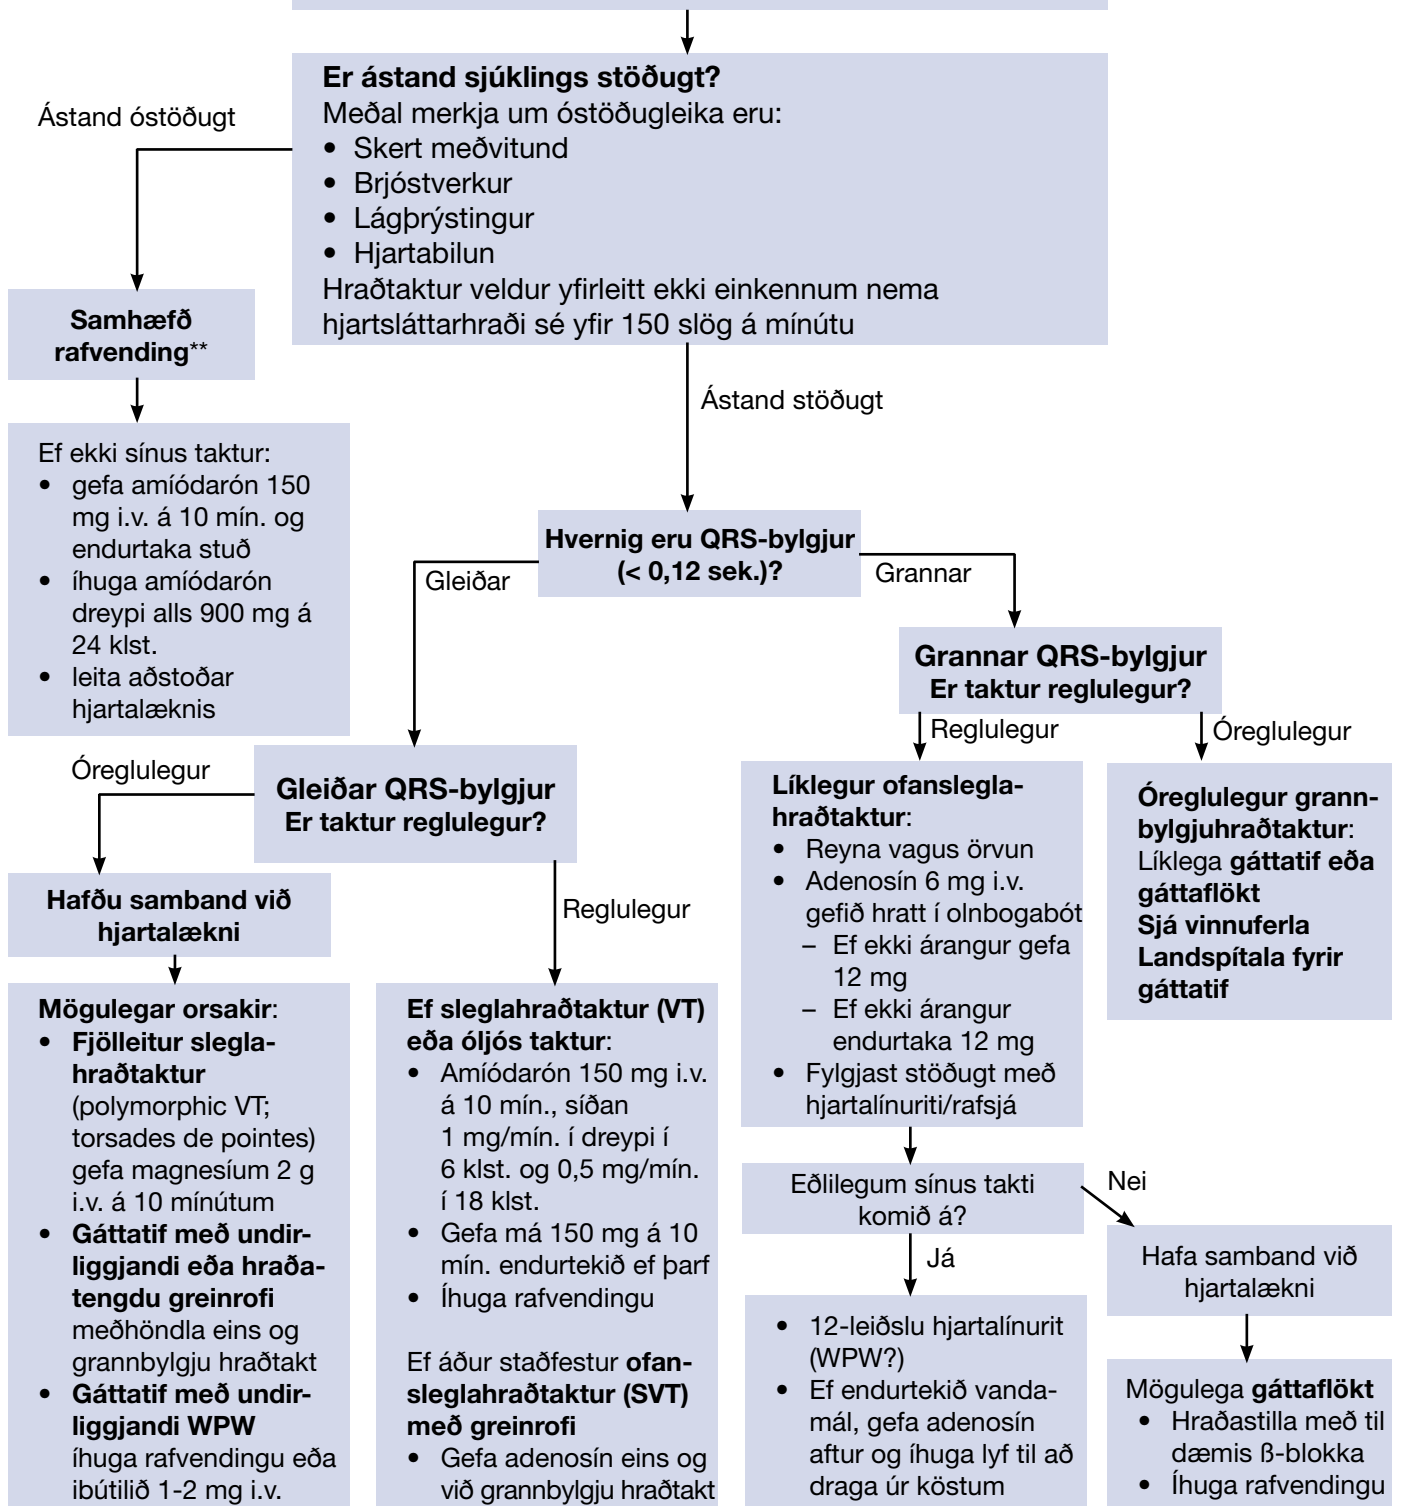 Er ástand sjúklings stöðugt?
Meðal merkja um óstöðugleika eru:
• Skert meðvitund
• Brjóstverkur
• Lágþrýstingur
• Hjartabilun
Hraðtaktur veldur yfirleitt ekki einkennum nema
hjartsláttarhraði sé yfir 150 slög á mínútu
Ástand óstöðugt
Samhæfð
rafvending**
Ef ekki sínus taktur:
• gefa amíódarón 150
mg i.v. á 10 mín. og
endurtaka stuð
• íhuga amíódarón
dreypi alls 900 mg á
24 klst.
• leita aðstoðar
hjartalæknis
Ástand stöðugt
Hvernig eru QRS-bylgjur
(< 0,12 sek.)?
Gleiðar
Grannar
Gleiðar QRS-bylgjur
Er taktur reglulegur?
Óreglulegur
Hafðu samband við
hjartalækni
Mögulegar orsakir:
• Fjölleitur slegla-
hraðtaktur
(polymorphic VT;
torsades de pointes)
gefa magnesíum 2 g
i.v. á 10 mínútum
• Gáttatif með undir-
liggjandi eða hraða-
tengdu greinrofi
meðhöndla eins og
grannbylgju hraðtakt
• Gáttatif með undir-
liggjandi WPW
íhuga rafvendingu eða
ibútilið 1-2 mg i.v.
Reglulegur
Ef sleglahraðtaktur (VT)
eða óljós taktur:
• Amíódarón 150 mg i.v.
á 10 mín., síðan
1 mg/mín. í dreypi í
6 klst. og 0,5 mg/mín.
í 18 klst.
• Gefa má 150 mg á 10
mín. endurtekið ef þarf
• Íhuga rafvendingu
Ef áður staðfestur ofan-
sleglahraðtaktur (SVT)
með greinrofi
• Gefa adenosín eins og
við grannbylgju hraðtakt
Grannar QRS-bylgjur
Er taktur reglulegur?
Reglulegur
Líklegur ofanslegla-
hraðtaktur:
• Reyna vagus örvun
• Adenosín 6 mg i.v.
gefið hratt í olnbogabót
– Ef ekki árangur gefa
12 mg
– Ef ekki árangur
endurtaka 12 mg
• Fylgjast stöðugt með
hjartalínuriti/rafsjá
Óreglulegur
Óreglulegur grann-
bylgjuhraðtaktur:
Líklega gáttatif eða
gáttaflökt
Sjá vinnuferla
Landspítala fyrir
gáttatif
Eðlilegum sínus takti
komið á?
Já
• 12-leiðslu hjartalínurit
(WPW?)
• Ef endurtekið vanda-
mál, gefa adenosín
aftur og íhuga lyf til að
draga úr köstum
Nei
Hafa samband við
hjartalækni
Mögulega gáttaflökt
• Hraðastilla með til
dæmis ß-blokka
• Íhuga rafvendingu